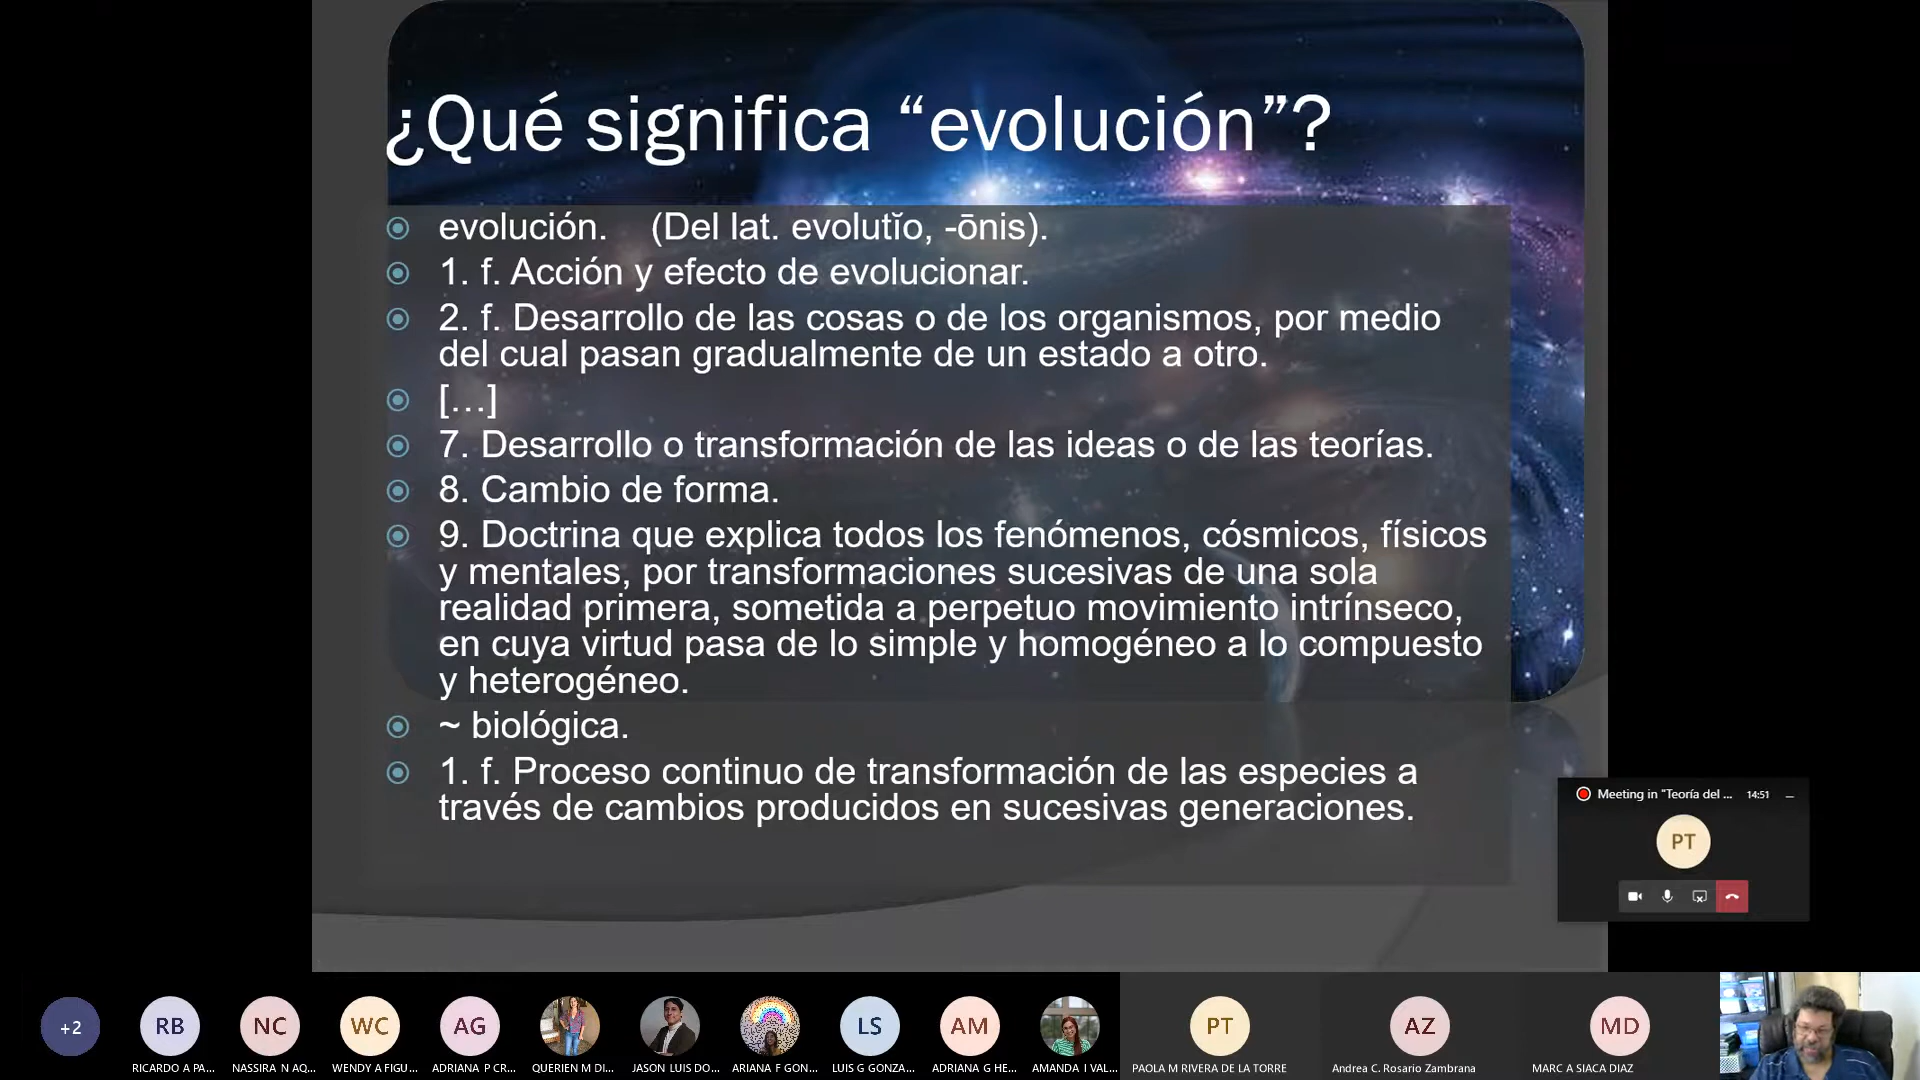 ¿Qué significa “evolución”?
evolución. (Del lat. evolutĭo, -ōnis).
1. f. Acción y efecto de evolucionar.
2. f. Desarrollo de las cosas o de los organismos, por medio
del cual pasan gradualmente de un estado a otro.
[…]
7. Desarrollo o transformación de las ideas o de las teorías.
8. Cambio de forma.
9. Doctrina que explica todos los fenómenos, cósmicos, físicos
y mentales, por transformaciones sucesivas de una sola
realidad primera, sometida a perpetuo movimiento intrínseco,
en cuya virtud pasa de lo simple y homogéneo a lo compuesto
y heterogéneo.
~ biológica.
1. f. Proceso continuo de transformación de las especies a
través de cambios producidos en sucesivas generaciones.
Meeting in "Teoría del ... 14:51
PT
+2 RB NC WC AG LS AM PT AZ MD
RICARDO A PA... NASSIRA N AQ... WENDY A FIGU... ADRIANA P CR... QUERIEN M DI... JASON LUIS DO... ARIANA F GON... LUIS G GONZA... ADRIANA G HE... AMANDA I VAL... PAOLA M RIVERA DE LA TORRE Andrea C. Rosario Zambrana MARC A SIACA DIAZ